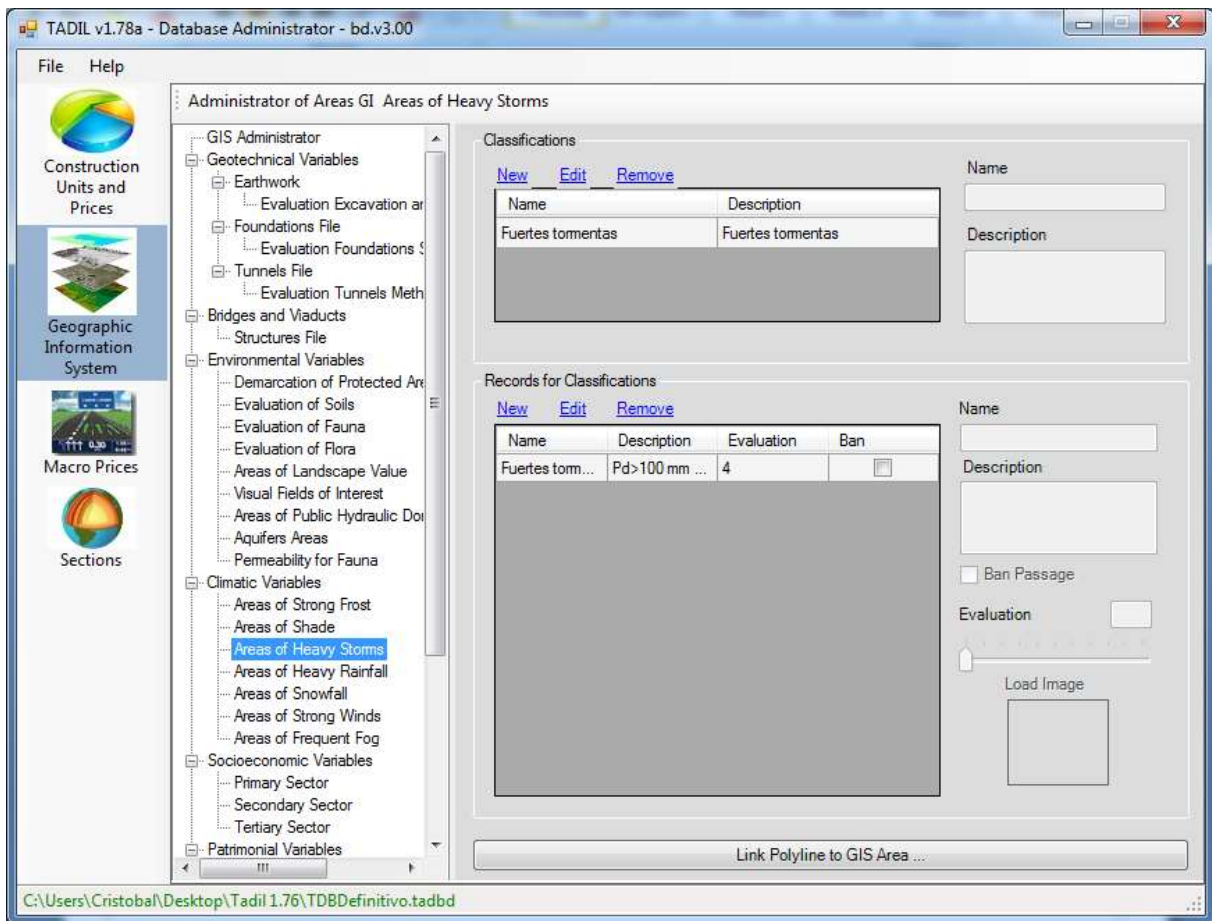 TADIL v1.78a - Database Administrator - bd.v3.00
File Help
Construction
Units and
Prices
Geographic
Information
System
Macro Prices
Sections
Administrator of Areas GI Areas of Heavy Storms
GIS Administrator
Geotechnical Variables
Earthwork
Evaluation Excavation ar
Foundations File
Evaluation Foundations S
Tunnels File
Evaluation Tunnels Meth
Bridges and Viaducts
Structures File
Environmental Variables
Demarcation of Protected Are
Evaluation of Soils
Evaluation of Fauna
Evaluation of Flora
Areas of Landscape Value
Visual Fields of Interest
Areas of Public Hydraulic Dor
Aquifers Areas
Permeability for Fauna
Climatic Variables
Areas of Strong Frost
Areas of Shade
Areas of Heavy Storms
Areas of Heavy Rainfall
Areas of Snowfall
Areas of Strong Winds
Areas of Frequent Fog
Socioeconomic Variables
Primary Sector
Secondary Sector
Tertiary Sector
Patrimonial Variables
Classifications
New Edit Remove
Name Description
Fuertes tormentas Fuertes tormentas
Name
Description
Records for Classifications
New Edit Remove
Name Description Evaluation Ban
Fuertes torm... Pd>100 mm ... 4
Name
Description
Ban Passage
Evaluation
Load Image
Link Polyline to GIS Area ...
C:\Users\Cristobal\Desktop\Tadil 1.76\TDBDefinitivo.tadbd